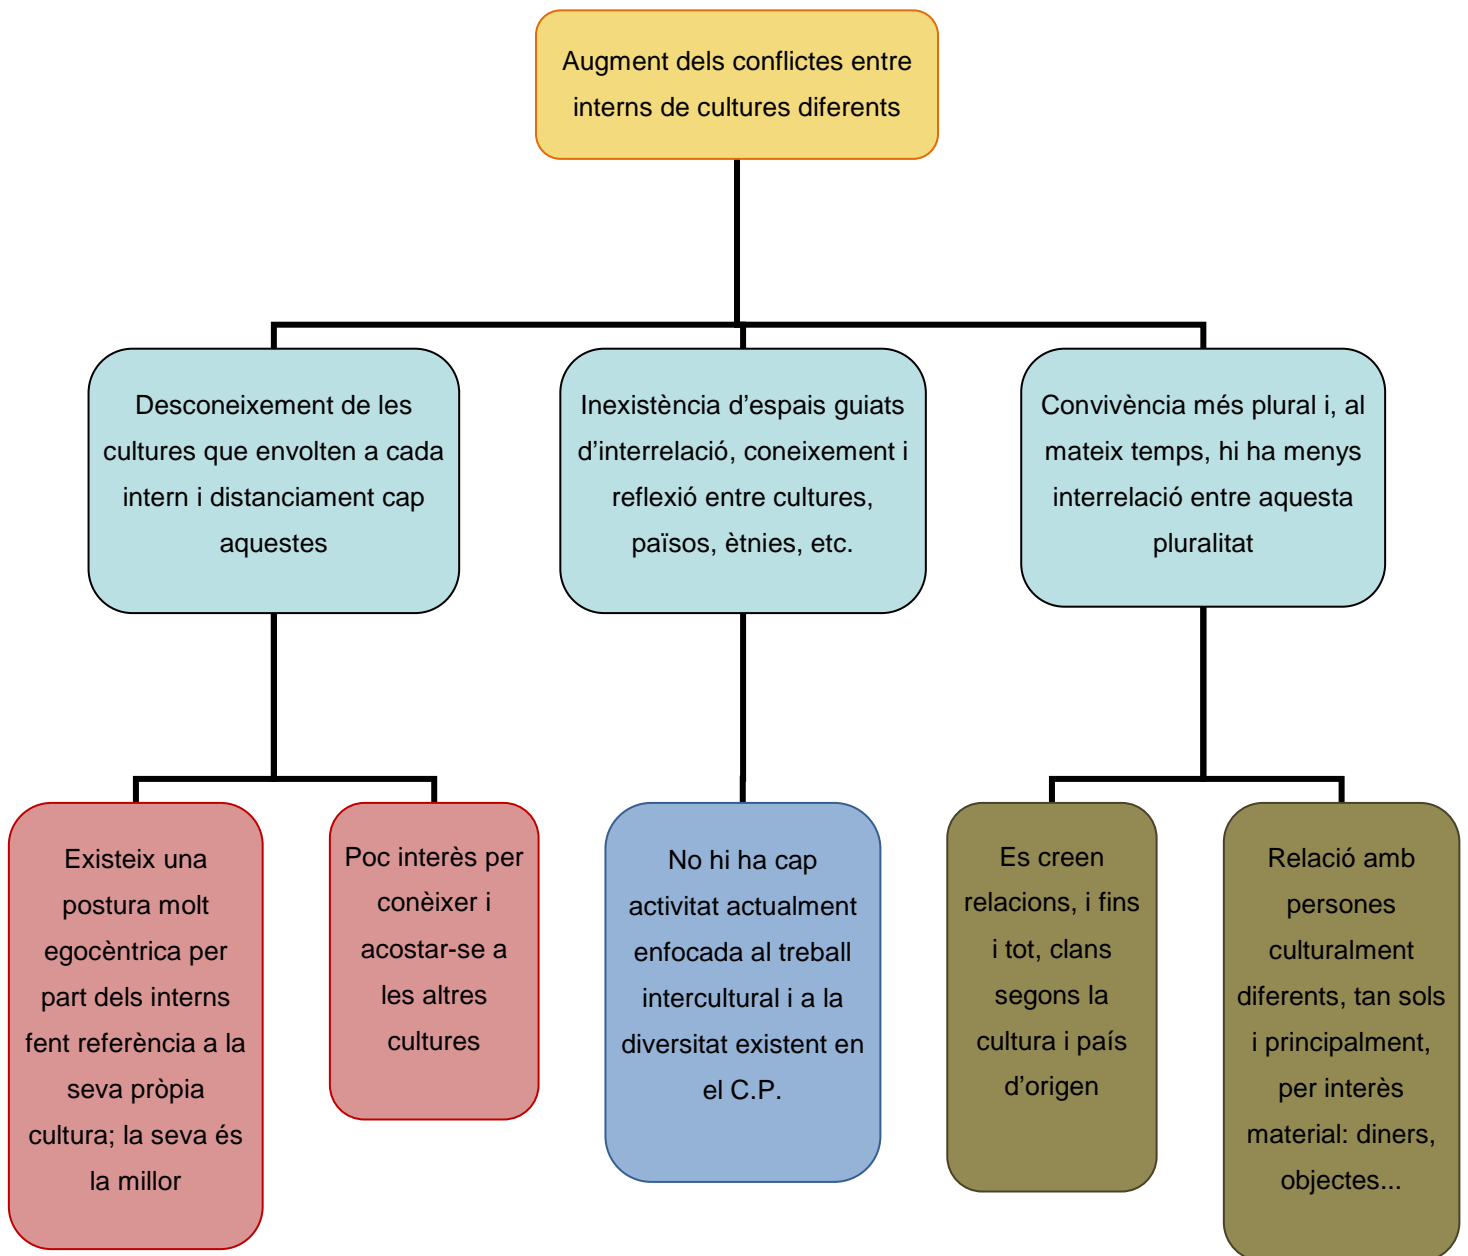 Augment dels conflictes entre
interns de cultures diferents
Desconeixement de les
cultures que envolten a cada
intern i distanciament cap
aquestes
Inexistència d’espais guiats
d’interrelació, coneixement i
reflexió entre cultures,
països, ètnies, etc.
Convivència més plural i, al
mateix temps, hi ha menys
interrelació entre aquesta
pluralitat
Existeix una
postura molt
egocèntrica per
part dels interns
fent referència a la
seva pròpia
cultura; la seva és
la millor
Poc interès per
conèixer i
acostar-se a
les altres
cultures
No hi ha cap
activitat actualment
enfocada al treball
intercultural i a la
diversitat existent en
el C.P.
Es creen
relacions, i fins
i tot, clans
segons la
cultura i país
d’origen
Relació amb
persones
culturalment
diferents, tan sols
i principalment,
per interès
material: diners,
objectes...